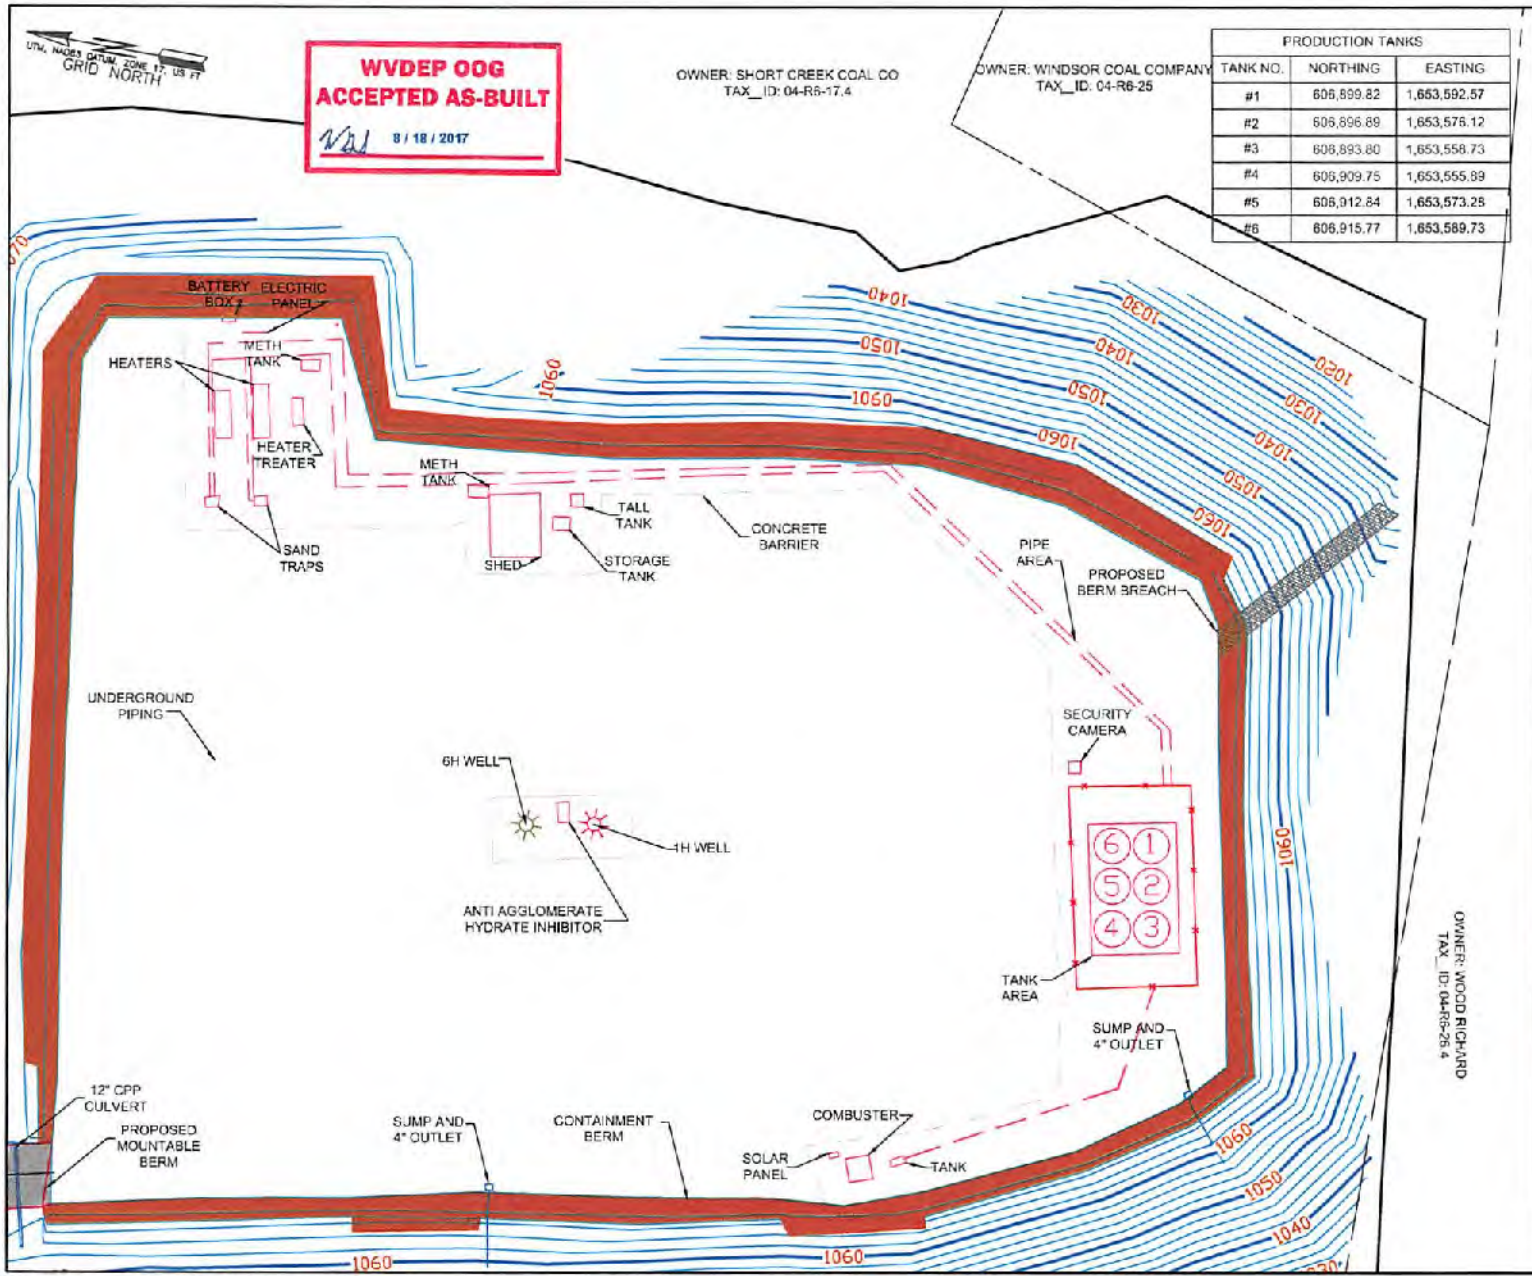 UTM, NAD83 DATUM, ZONE 17, US FT
GRID NORTH
WVDEP OOG
ACCEPTED AS-BUILT
8 / 18 / 2017
OWNER: SHORT CREEK COAL CO
TAX_ID: 04-R6-17.4
OWNER: WINDSOR COAL COMPANY
TAX_ID: 04-R6-25
PRODUCTION TANKS
TANK NO. NORTHING EASTING
#1 606,899.82 1,653,592.57
#2 606,896.89 1,653,576.12
#3 606,893.80 1,653,558.73
#4 606,909.75 1,653,555.89
#5 606,912.84 1,653,573.28
#6 606,915.77 1,653,589.73
1040
1030
1020
1050
1040
1030
1060
1060
1050
1040
1060
1050
1060
BATTERY
BOX
ELECTRIC
PANEL
METH
TANK
HEATERS
HEATER
TREATER
METH
TANK
TALL
TANK
CONCRETE
BARRIER
SAND
TRAPS
SHED
STORAGE
TANK
PIPE
AREA
PROPOSED
BERM BREACH
UNDERGROUND
PIPING
SECURITY
CAMERA
6H WELL
1H WELL
ANTI AGGLOMERATE
HYDRATE INHIBITOR
6 1
5 2
4 3
1060
TANK
AREA
OWNER: WOOD RICHARD
TAX_ID: 04-R6-26.4
SUMP AND
4" OUTLET
12" CPP
CULVERT
PROPOSED
MOUNTABLE
BERM
SUMP AND
4" OUTLET
CONTAINMENT
BERM
COMBUSTER
SOLAR
PANEL
TANK
1060
1050
1040
1060
1060